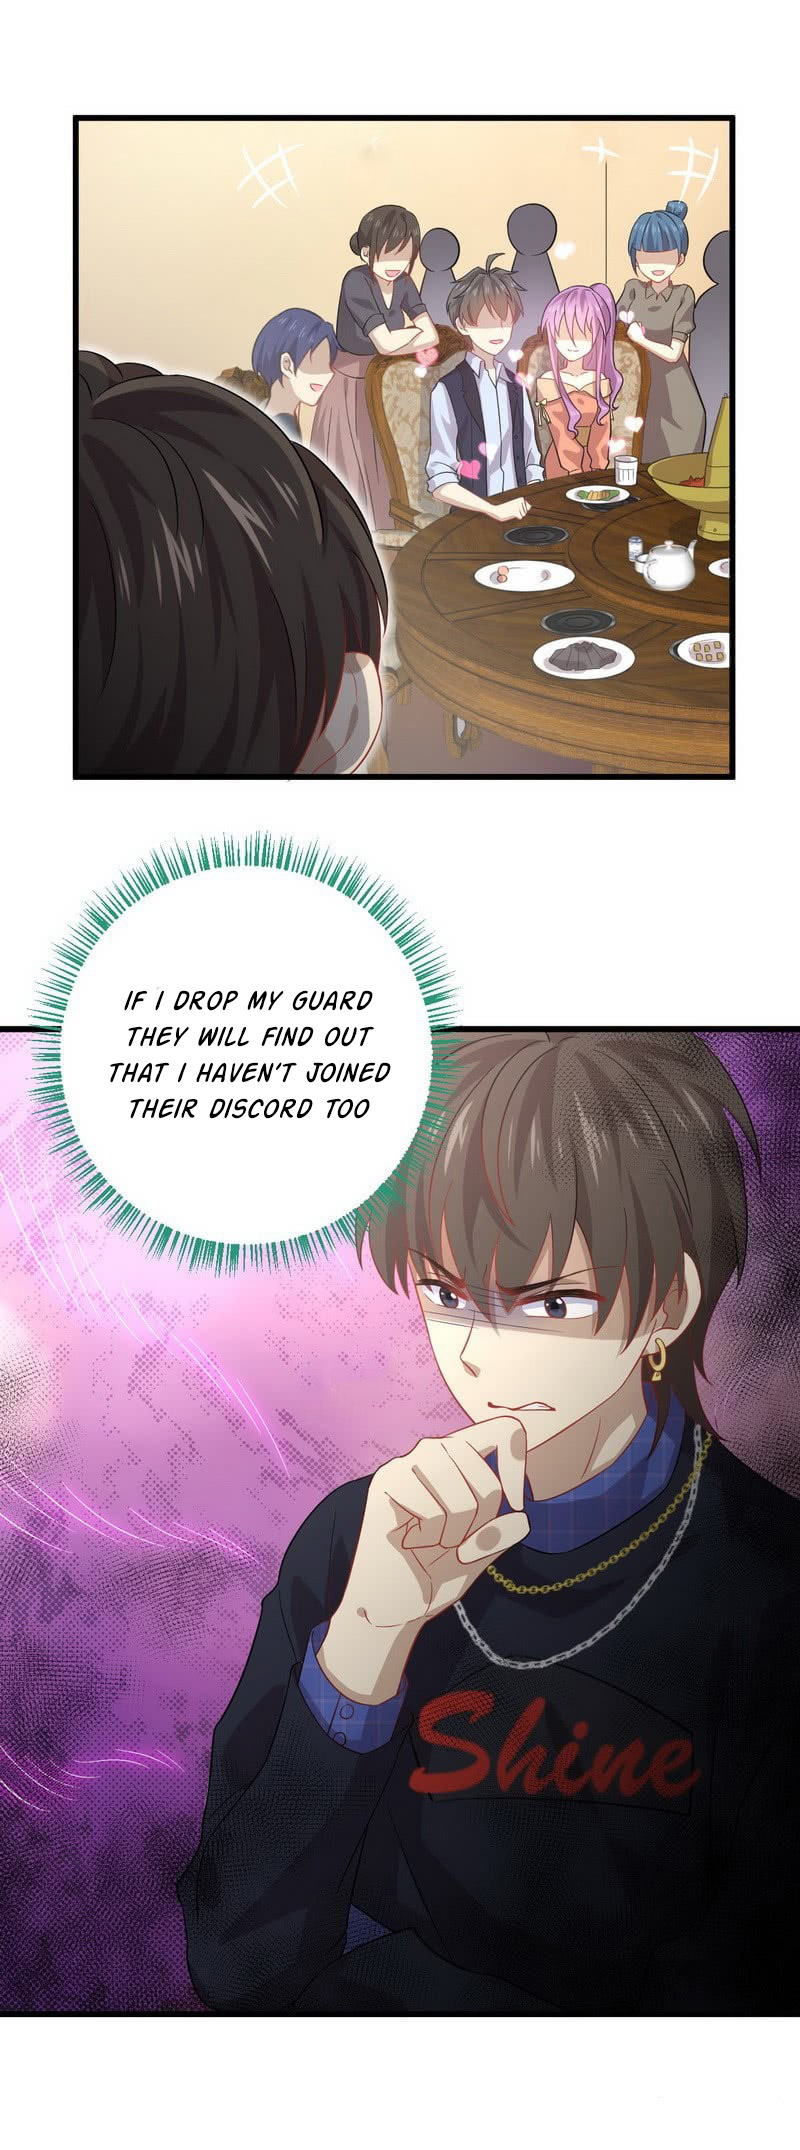 IF I DROP MY GUARD
THEY WILL FIND OUT
THAT I HAVEN'T JOINED
THEIR DISCORD TOO
Shine